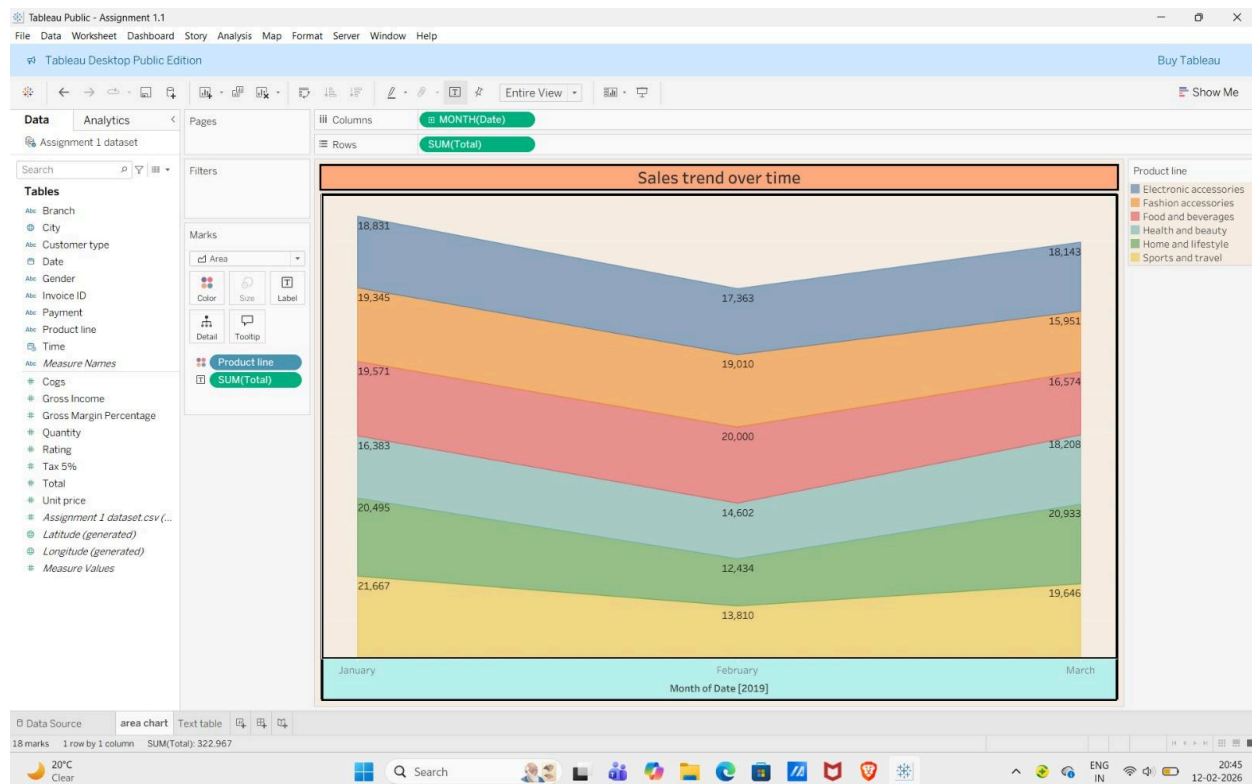 Tableau Public - Assignment 1.1
File Data Worksheet Dashboard Story Analysis Map Format Server Window Help
Tableau Desktop Public Edition
Buy Tableau
Entire View
Show Me
Data Analytics
Assignment 1 dataset
Search
Tables
Abc Branch
City
Abc Customer type
Date
Abc Gender
Abc Invoice ID
Abc Payment
Abc Product line
Time
Abc Measure Names
# Cogs
# Gross Income
# Gross Margin Percentage
# Quantity
# Rating
# Tax 5%
# Total
# Unit price
# Assignment 1 dataset.csv (...
Latitude (generated)
Longitude (generated)
# Measure Values
Pages
Filters
Marks
Area
Color Size Label
Detail Tooltip
Product line
SUM(Total)
Columns MONTH(Date)
Rows SUM(Total)
Sales trend over time
18,831
18,143
17,363
19,345
15,951
19,010
19,571
16,574
20,000
16,383
18,208
14,602
20,495
20,933
12,434
21,667
19,646
13,810
January February March
Month of Date [2019]
Product line
Electronic accessories
Fashion accessories
Food and beverages
Health and beauty
Home and lifestyle
Sports and travel
Data Source area chart Text table
18 marks 1 row by 1 column SUM(Total): 322.967
20°C
Clear
Search
ENG
IN
20:45